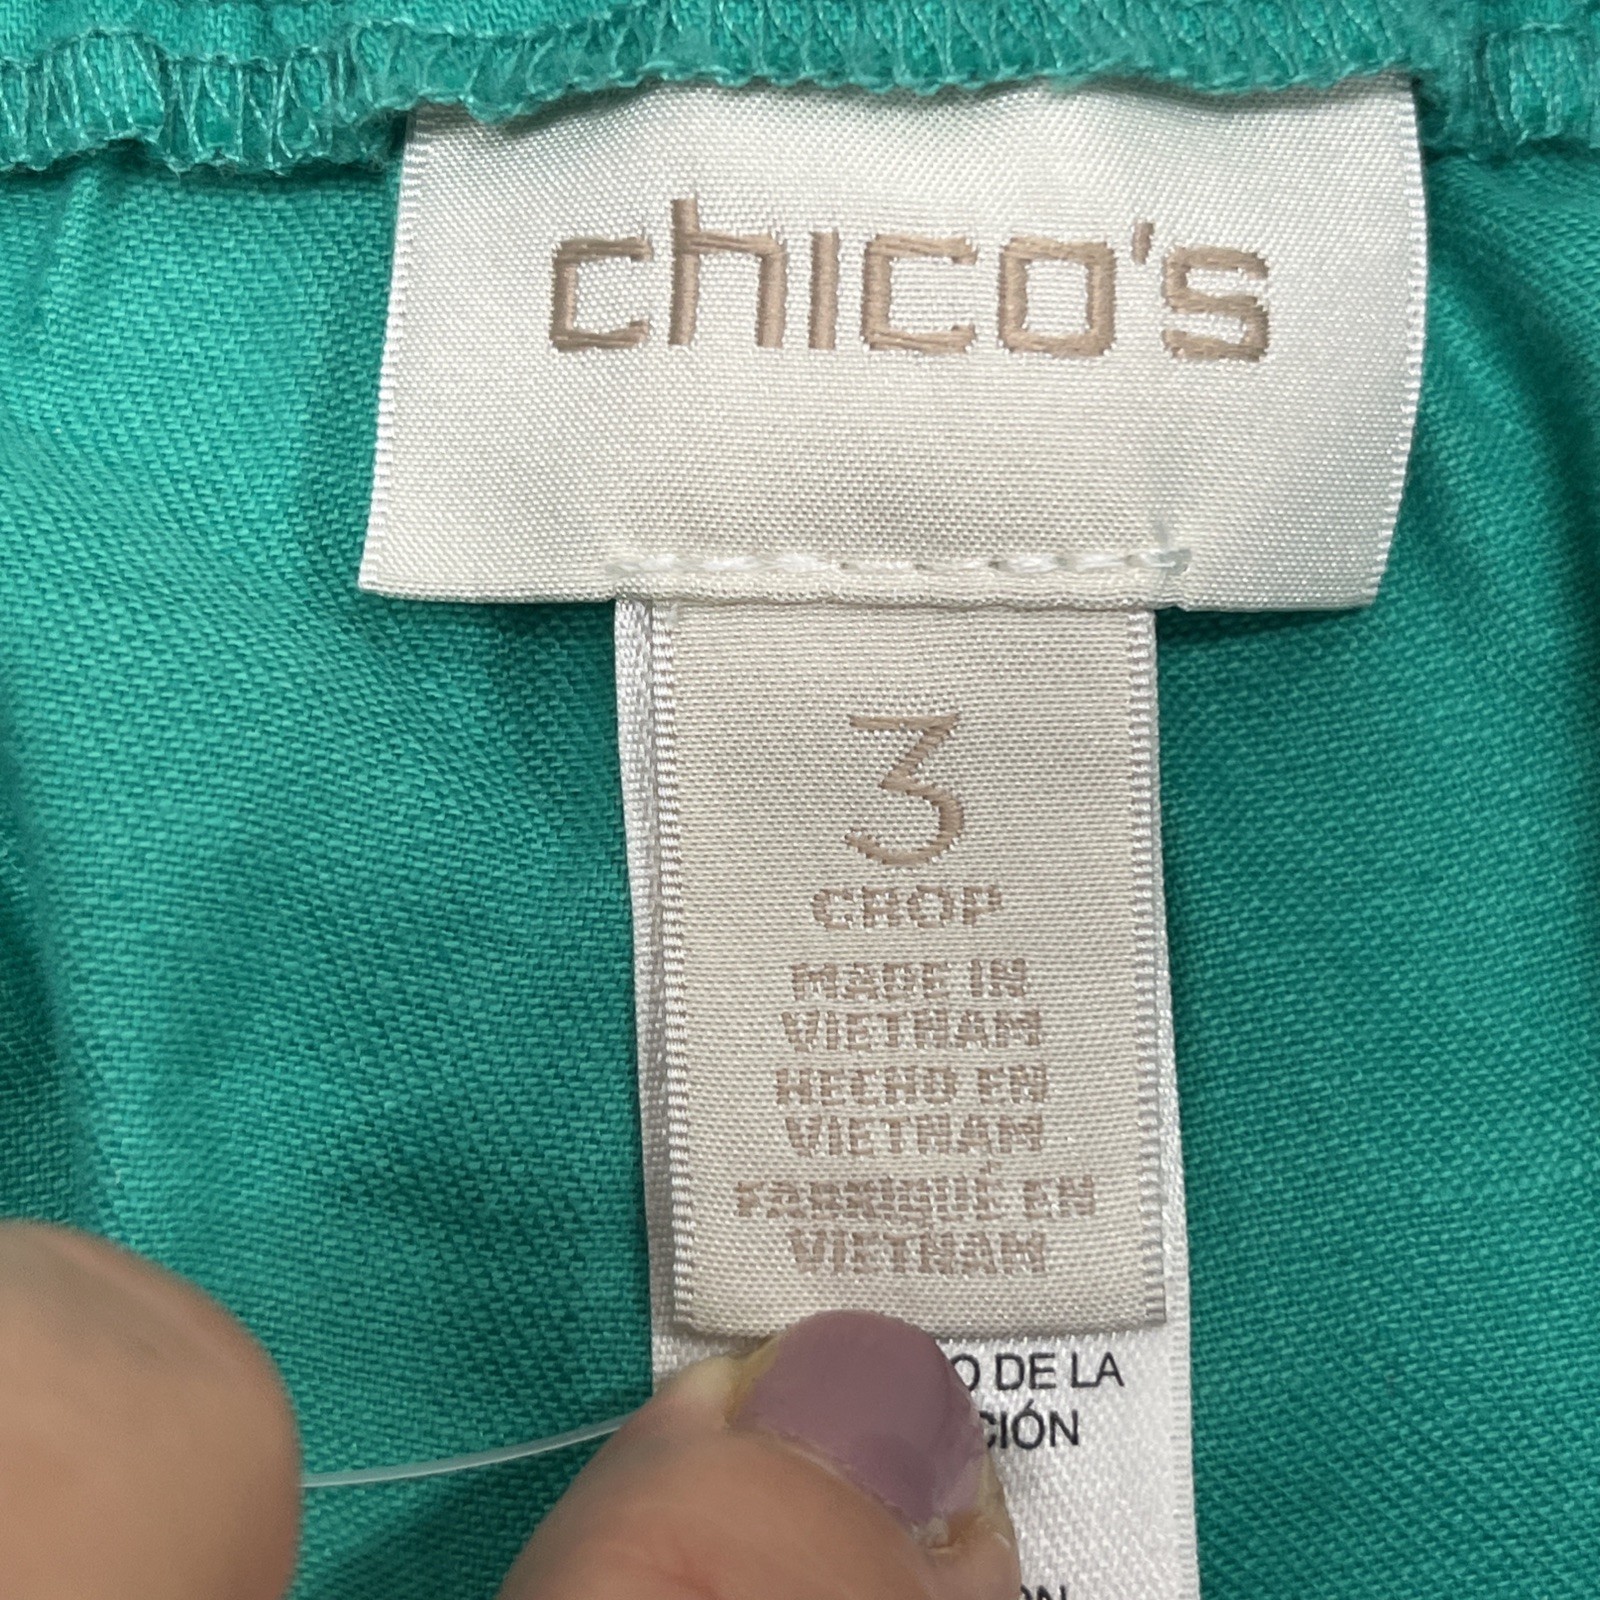 chico's
3
CROP
MADE IN
VIETNAM
HECHO EN
VIETNAM
FABRIQUÉ EN
VIETNAM
O DE LA
CIÓN